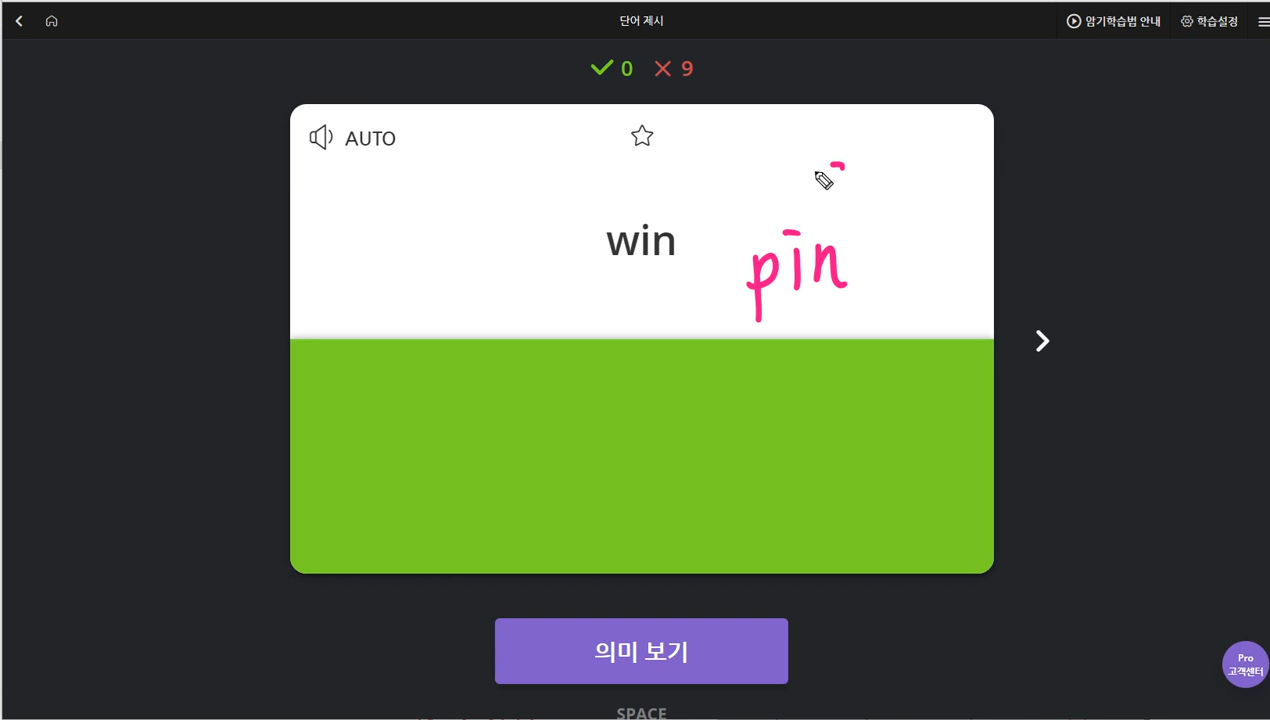 단어 제시
암기학습법 안내
학습설정
0 9
AUTO
win
pin
의미 보기
SPACE
Pro
고객센터